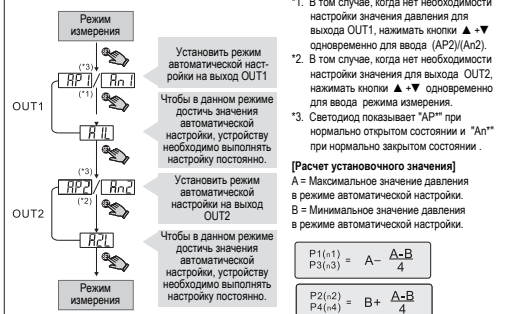 Режим
измерения
(*3)
AP1 / An1
(*1)
OUT1
A1L
(*3)
AP2 / An2
(*2)
OUT2
A2L
Режим
измерения
Установить режим
автоматической наст-
ройки на выход OUT1
Чтобы в данном режиме
достичь значения
автоматической
настройки, устройству
необходимо выполнять
настройку постоянно.
Установить режим
автоматической
настройки на выход
OUT2
Чтобы в данном режиме
достичь значения
автоматической
настройки, устройству
необходимо выполнять
настройку постоянно.
*1. В том случае, когда нет необходимости
настройки значения давления для
выхода OUT1, нажимать кнопки ▲ +▼
одновременно для ввода (AP2)/(An2).
*2. В том случае, когда нет необходимости
настройки значения для выхода OUT2,
нажимать кнопки ▲ +▼ одновременно
для ввода режима измерения.
*3. Светодиод показывает "AP*" при
нормально открытом состоянии и "An*"
при нормально закрытом состоянии .
[Расчет установочного значения]
A = Максимальное значение давления
в режиме автоматической настройки.
B = Минимальное значение давления
в режиме автоматической настройки.
P1(n1)
P3(n3) = A− A-B
4
P2(n2)
P4(n4) = B+ A-B
4